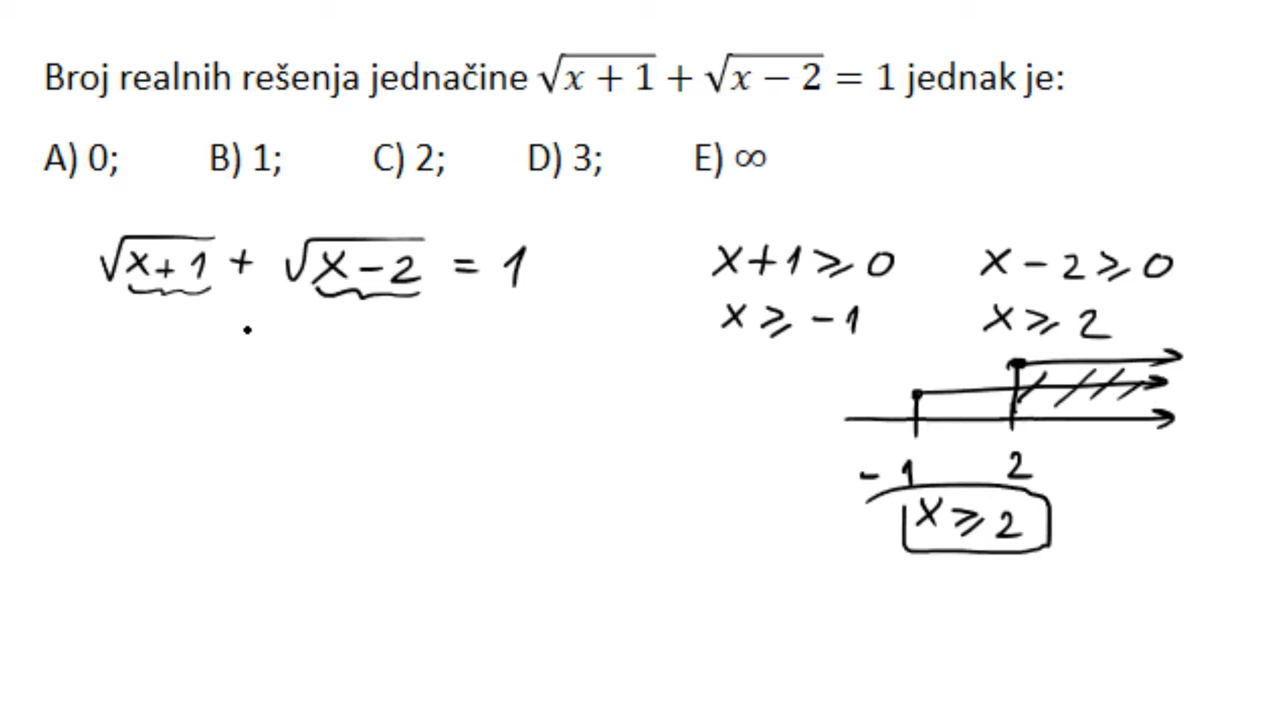 Broj realnih rešenja jednačine √x + 1 + √x − 2 = 1 jednak je:
A) 0; B) 1; C) 2; D) 3; E) ∞
√x+1 + √x-2 = 1
x+1⩾0 x-2⩾0
x⩾-1 x⩾2
-1 2
x⩾2